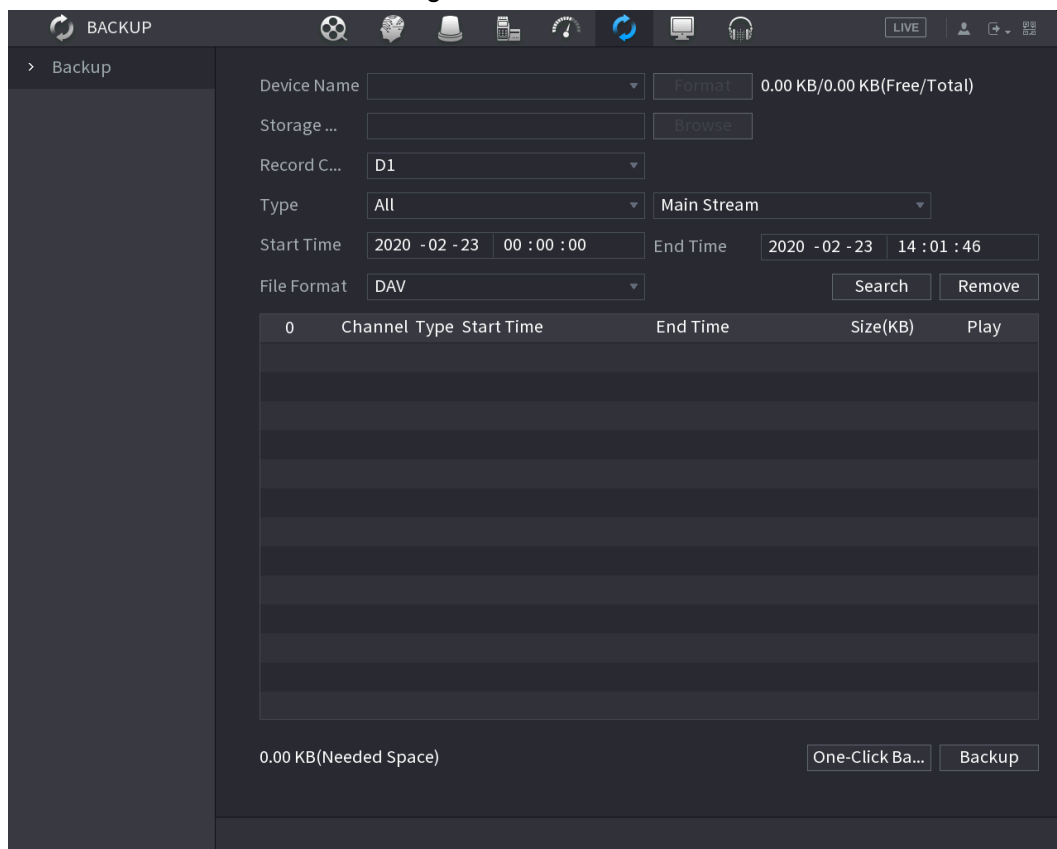 BACKUP LIVE
> Backup
Device Name Format 0.00 KB/0.00 KB(Free/Total)
Storage ... Browse
Record C... D1
Type All Main Stream
Start Time 2020 -02 -23 00 :00 :00 End Time 2020 -02 -23 14 :01 :46
File Format DAV Search Remove
0 Channel Type Start Time End Time Size(KB) Play
0.00 KB(Needed Space) One-Click Ba... Backup